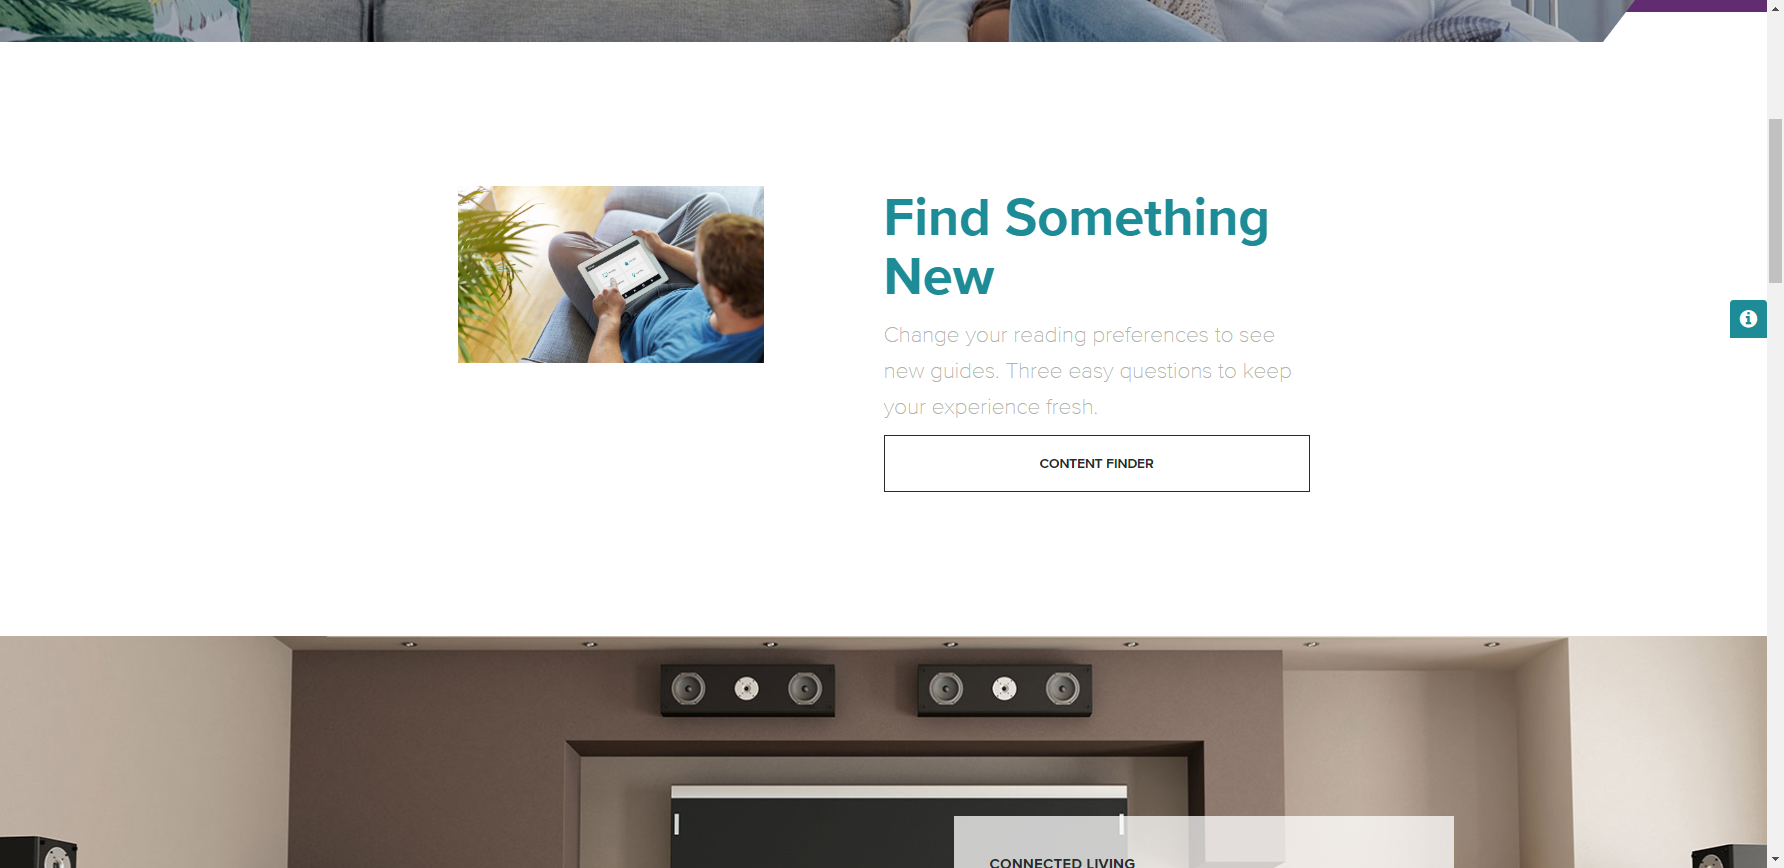 Find Something
New
Change your reading preferences to see
new guides. Three easy questions to keep
your experience fresh.
CONTENT FINDER
CONNECTED LIVING